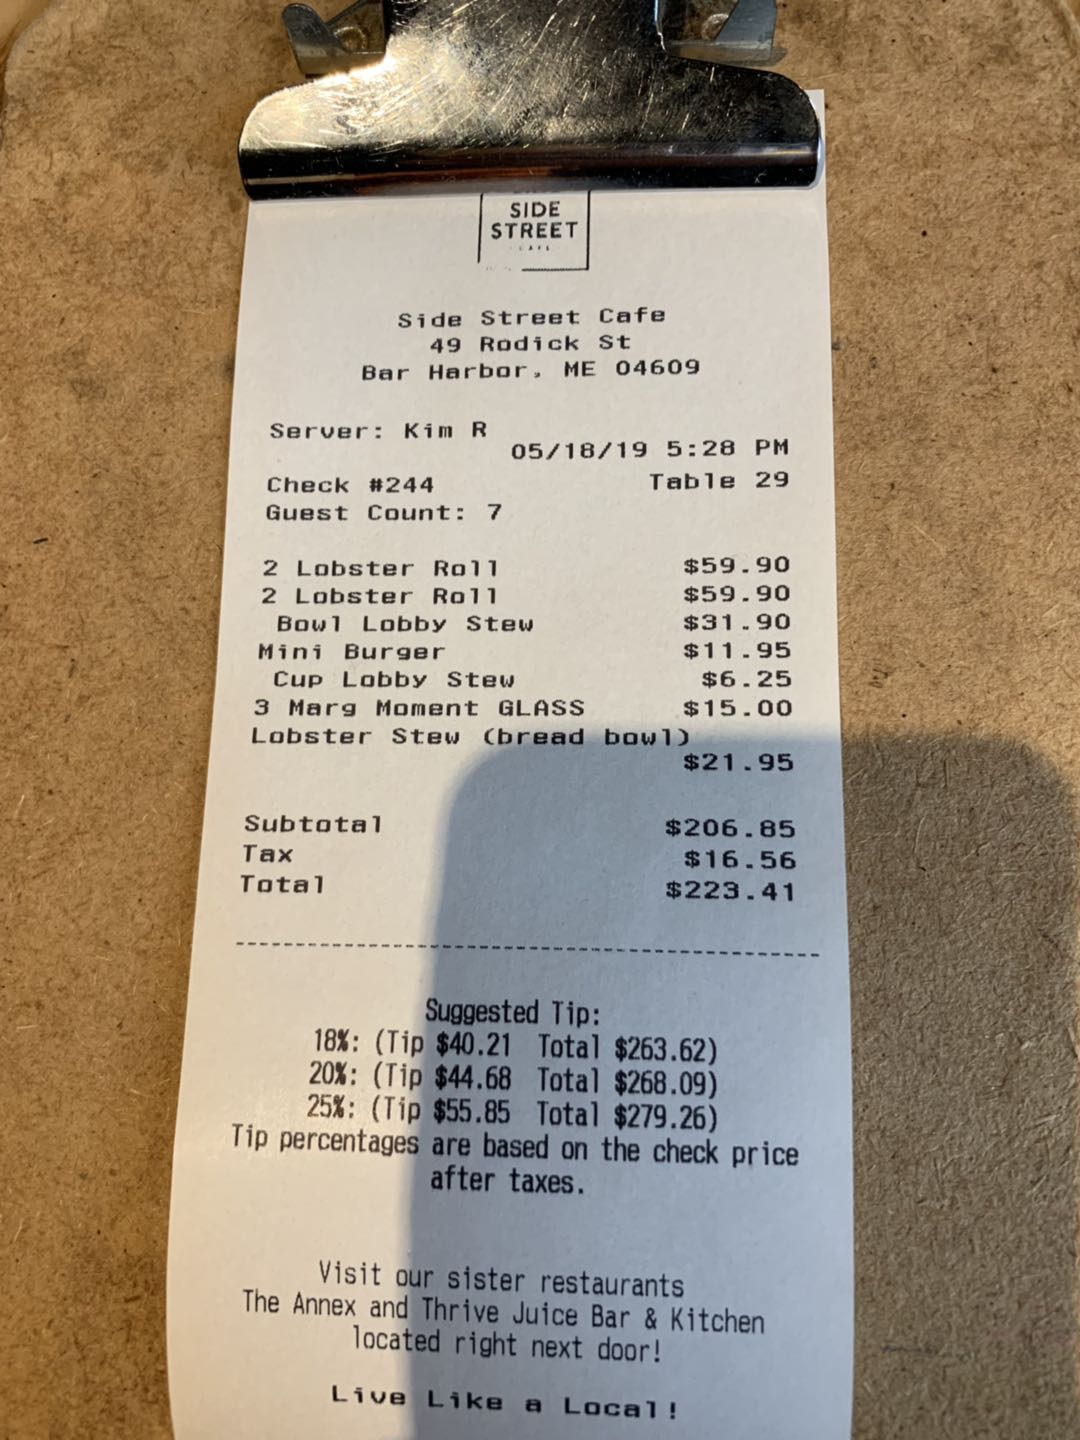 SIDE
STREET
CAFE
Side Street Cafe
49 Rodick St
Bar Harbor, ME 04609
Server: Kim R
05/18/19 5:28 PM
Check #244 Table 29
Guest Count: 7
2 Lobster Roll $59.90
2 Lobster Roll $59.90
Bowl Lobby Stew $31.90
Mini Burger $11.95
Cup Lobby Stew $6.25
3 Marg Moment GLASS $15.00
Lobster Stew (bread bowl)
$21.95
Subtotal $206.85
Tax $16.56
Total $223.41
Suggested Tip:
18%: (Tip $40.21 Total $263.62)
20%: (Tip $44.68 Total $268.09)
25%: (Tip $55.85 Total $279.26)
Tip percentages are based on the check price
after taxes.
Visit our sister restaurants
The Annex and Thrive Juice Bar & Kitchen
located right next door!
Live Like a Local!